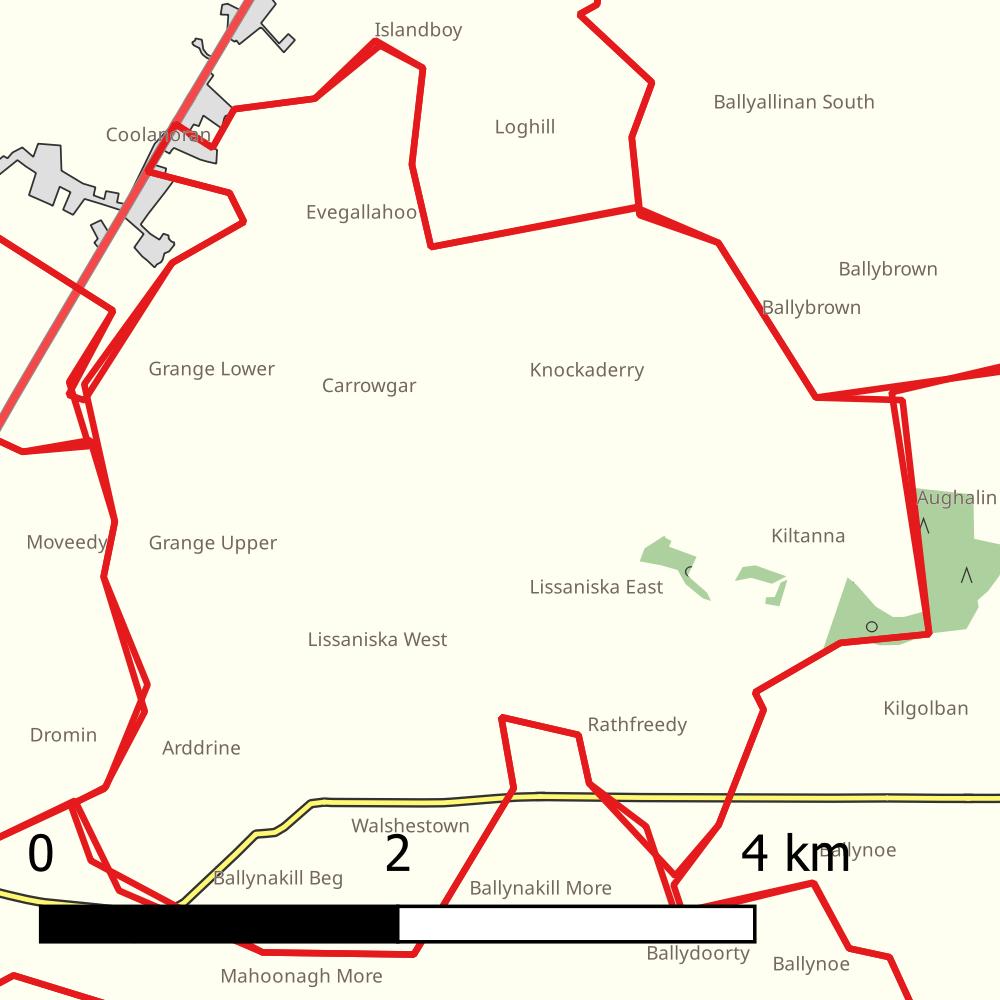 Islandboy
Ballyallinan South
Loghill
Coolanoran
Evegallahoo
Ballybrown
Ballybrown
Grange Lower
Knockaderry
Carrowgar
Aughalin
Kiltanna
Moveedy
Grange Upper
Lissaniska East
Lissaniska West
Kilgolban
Rathfreedy
Dromin
Arddrine
Walshestown
0 2 4 km
Ballynoe
Ballynakill Beg
Ballynakill More
Ballydoorty
Ballynoe
Mahoonagh More